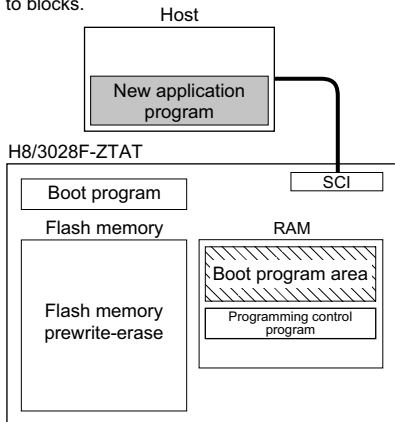 to blocks.
Host
New application
program
H8/3028F-ZTAT
SCI
Boot program
Flash memory
RAM
Boot program area
Flash memory
prewrite-erase
Programming control
program